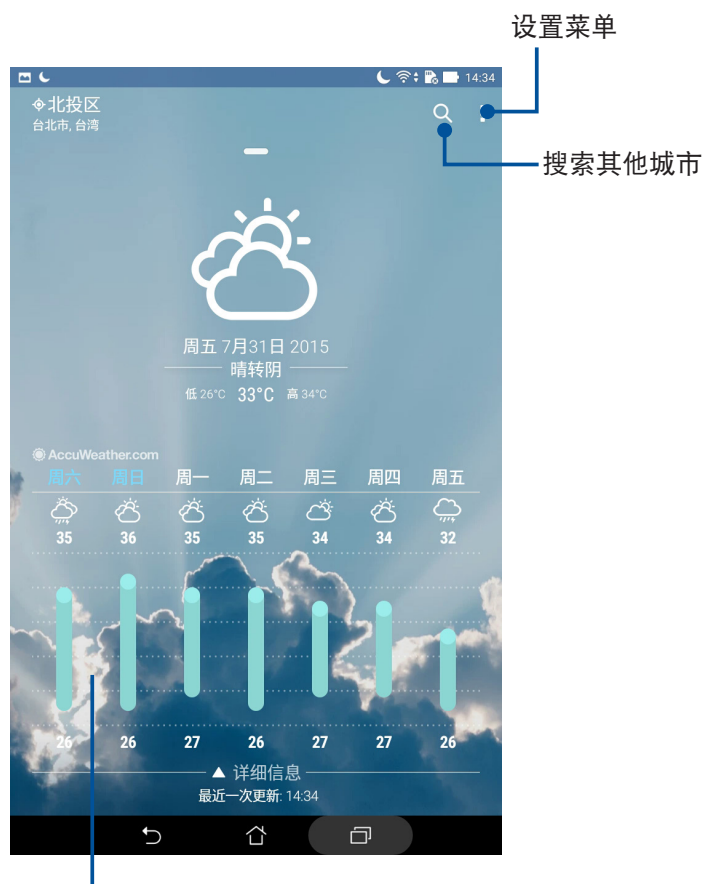 设置菜单
14:34
北投区
台北市, 台湾
搜索其他城市
周五 7月31日 2015
晴转阴
低 26°C 33°C 高 34°C
AccuWeather.com
周六 周日 周一 周二 周三 周四 周五
35 36 35 35 34 34 32
26 26 27 26 27 27 26
详细信息
最近一次更新: 14:34